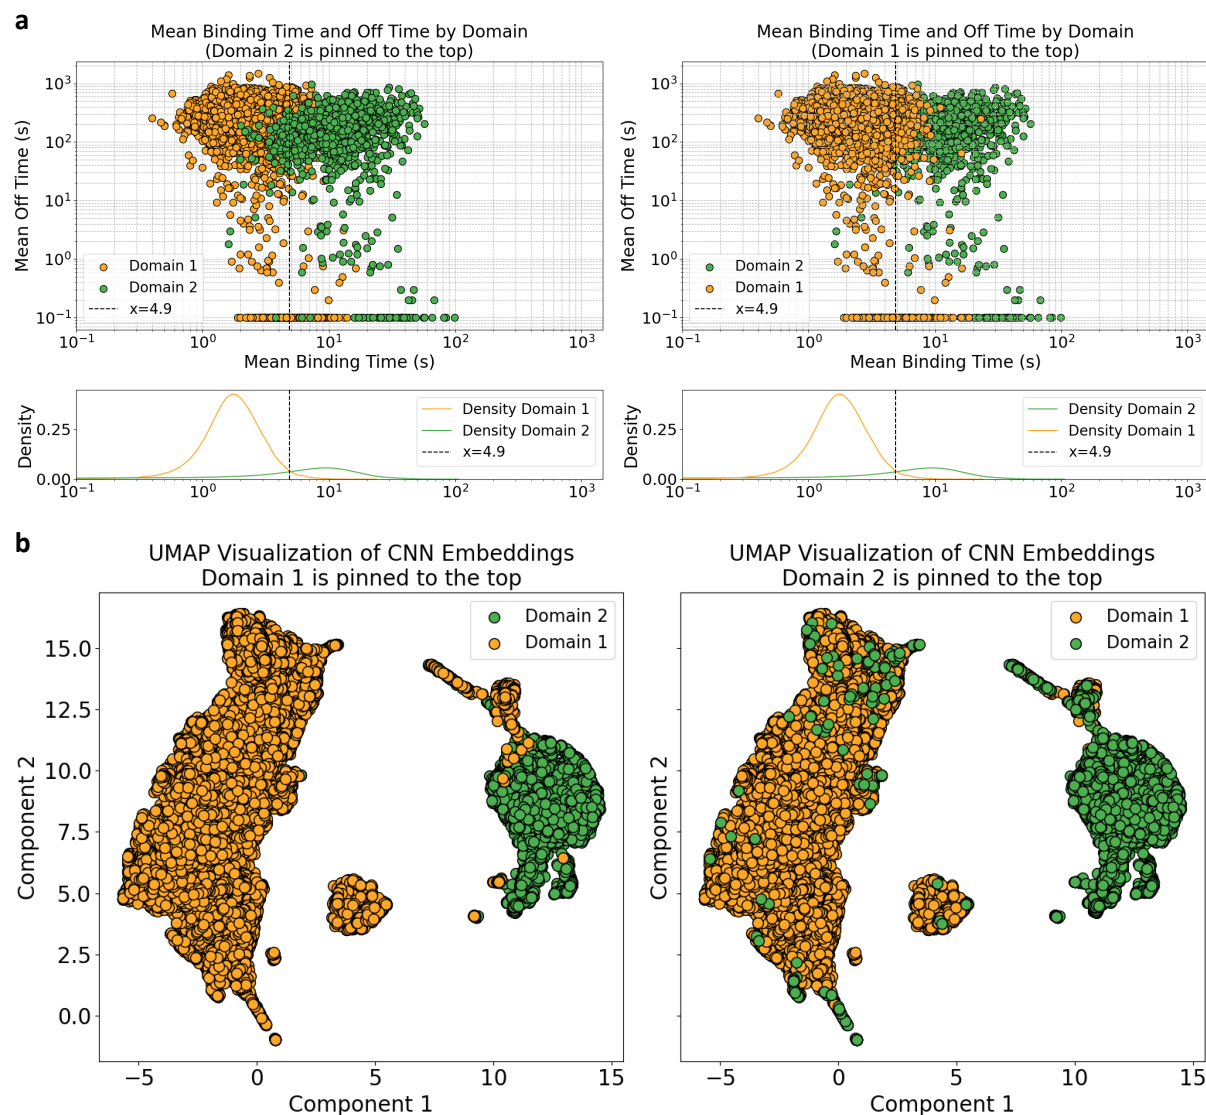 a
Mean Binding Time and Off Time by Domain
(Domain 2 is pinned to the top)
Mean Off Time (s)
10³
10²
10¹
10⁰
10⁻¹
Domain 1
Domain 2
x=4.9
10⁻¹ 10⁰ 10¹ 10² 10³
Mean Binding Time (s)
Density
0.25
0.00
Density Domain 1
Density Domain 2
x=4.9
10⁻¹ 10⁰ 10¹ 10² 10³
Mean Binding Time and Off Time by Domain
(Domain 1 is pinned to the top)
Mean Off Time (s)
10³
10²
10¹
10⁰
10⁻¹
Domain 2
Domain 1
x=4.9
10⁻¹ 10⁰ 10¹ 10² 10³
Mean Binding Time (s)
Density
0.25
0.00
Density Domain 2
Density Domain 1
x=4.9
10⁻¹ 10⁰ 10¹ 10² 10³
b
UMAP Visualization of CNN Embeddings
Domain 1 is pinned to the top
Domain 2
Domain 1
Component 2
15.0
12.5
10.0
7.5
5.0
2.5
0.0
−5 0 5 10 15
Component 1
UMAP Visualization of CNN Embeddings
Domain 2 is pinned to the top
Domain 1
Domain 2
Component 2
−5 0 5 10 15
Component 1